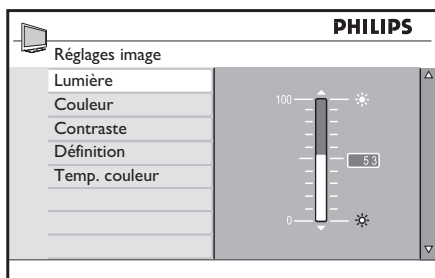 PHILIPS
Réglages image
Lumière
Couleur
Contraste
Définition
Temp. couleur
100
53
0